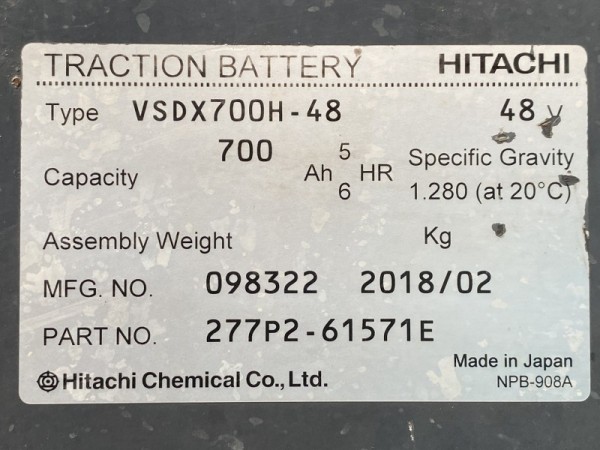 TRACTION BATTERY HITACHI
Type VSDX700H-48 48 V
Capacity 700 Ah 5 HR Specific Gravity
6 1.280 (at 20°C)
Assembly Weight Kg
MFG. NO. 098322 2018/02
PART NO. 277P2-61571E
Made in Japan
Hitachi Chemical Co., Ltd. NPB-908A